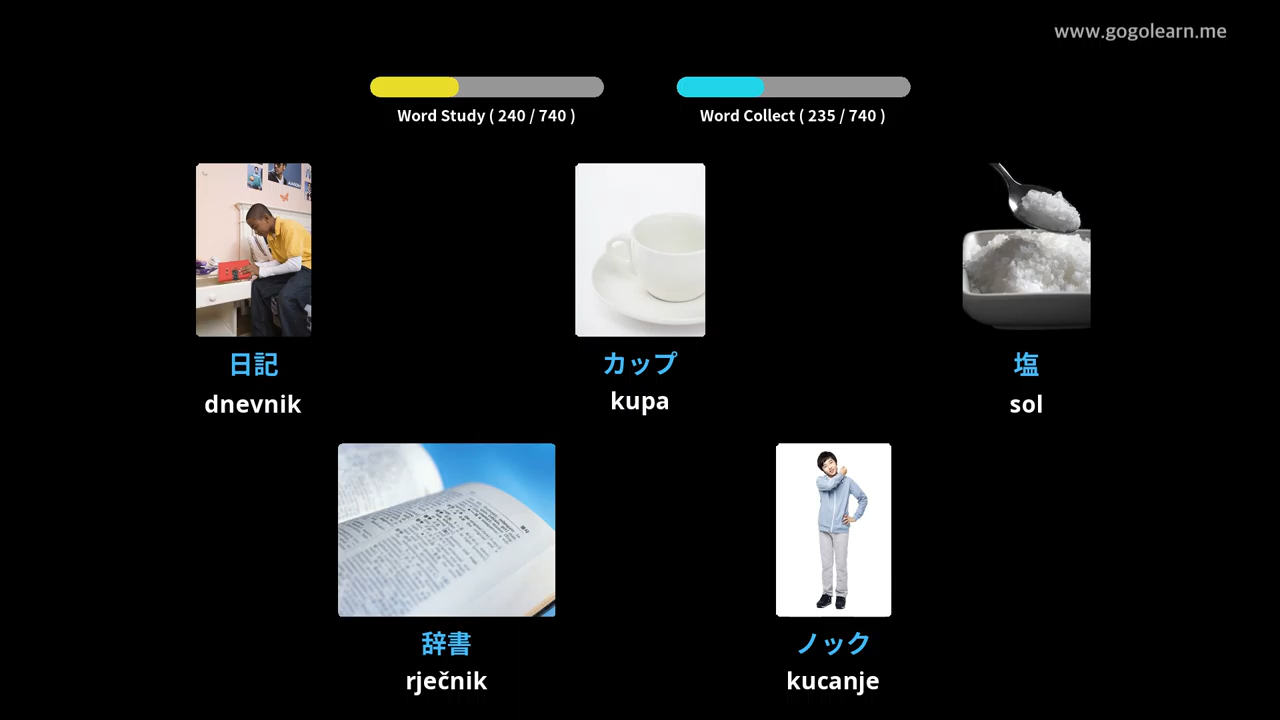 www.gogolearn.me
Word Study ( 240 / 740 )
Word Collect ( 235 / 740 )
日記
dnevnik
カップ
kupa
塩
sol
辞書
rječnik
ノック
kucanje